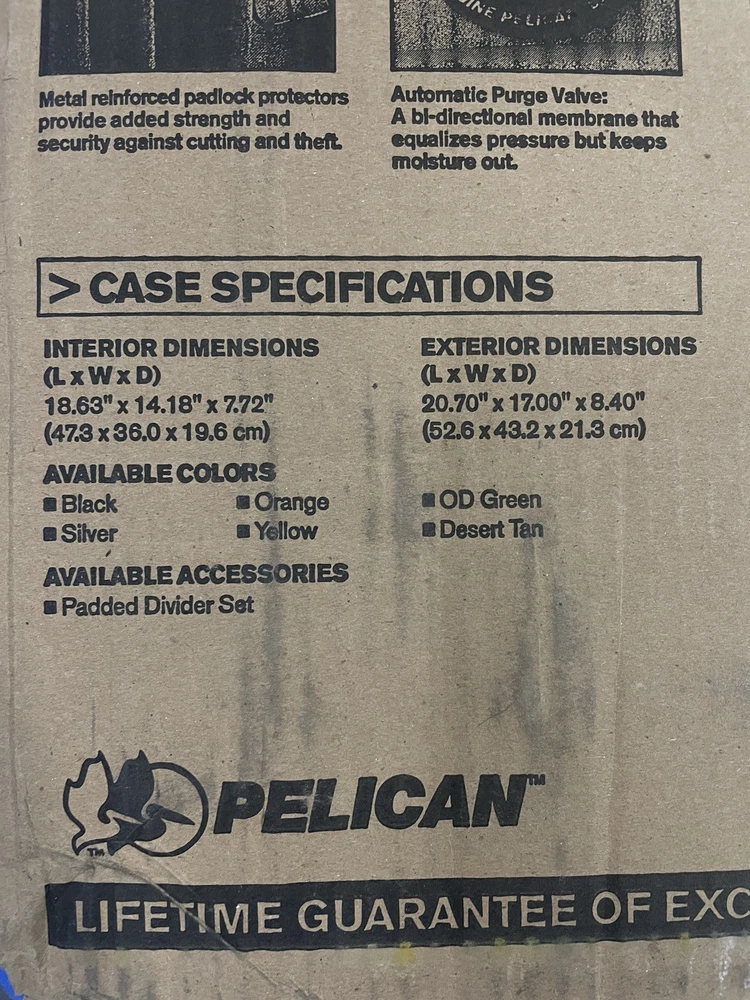 INE PELICAN
Metal reinforced padlock protectors
provide added strength and
security against cutting and theft.
Automatic Purge Valve:
A bi-directional membrane that
equalizes pressure but keeps
moisture out.
> CASE SPECIFICATIONS
INTERIOR DIMENSIONS
(L x W x D)
18.63" x 14.18" x 7.72"
(47.3 x 36.0 x 19.6 cm)
EXTERIOR DIMENSIONS
(L x W x D)
20.70" x 17.00" x 8.40"
(52.6 x 43.2 x 21.3 cm)
AVAILABLE COLORS
■ Black
■ Orange
■ OD Green
■ Silver
■ Yellow
■ Desert Tan
AVAILABLE ACCESSORIES
■ Padded Divider Set
PELICAN™
™
LIFETIME GUARANTEE OF EXC